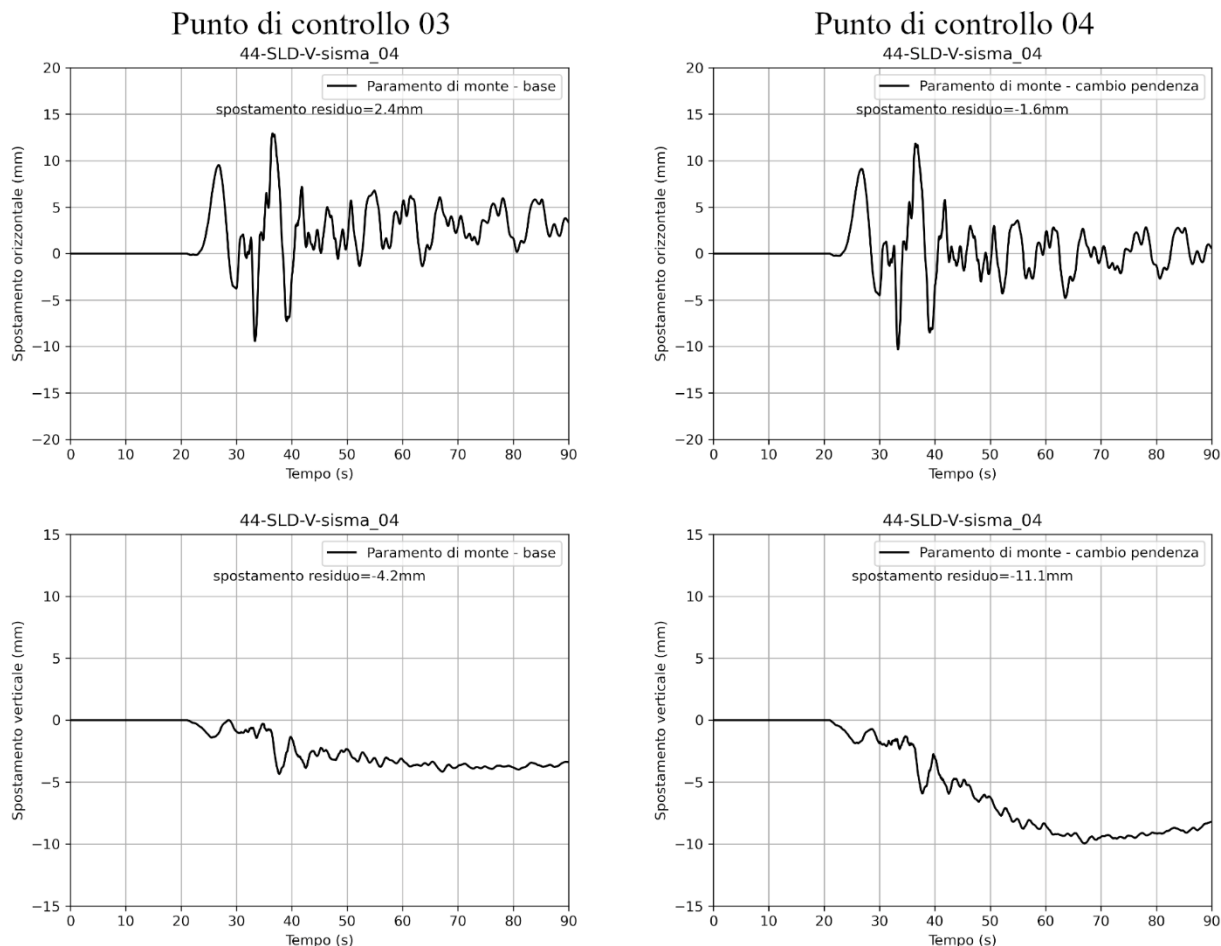 Punto di controllo 03
44-SLD-V-sisma_04
Paramento di monte - base
spostamento residuo=2.4mm
20
15
10
5
0
−5
−10
−15
−20
Spostamento orizzontale (mm)
0 10 20 30 40 50 60 70 80 90
Tempo (s)
Punto di controllo 04
44-SLD-V-sisma_04
Paramento di monte - cambio pendenza
spostamento residuo=-1.6mm
20
15
10
5
0
−5
−10
−15
−20
Spostamento orizzontale (mm)
0 10 20 30 40 50 60 70 80 90
Tempo (s)
44-SLD-V-sisma_04
Paramento di monte - base
spostamento residuo=-4.2mm
15
10
5
0
−5
−10
−15
Spostamento verticale (mm)
0 10 20 30 40 50 60 70 80 90
Tempo (s)
44-SLD-V-sisma_04
Paramento di monte - cambio pendenza
spostamento residuo=-11.1mm
15
10
5
0
−5
−10
−15
Spostamento verticale (mm)
0 10 20 30 40 50 60 70 80 90
Tempo (s)